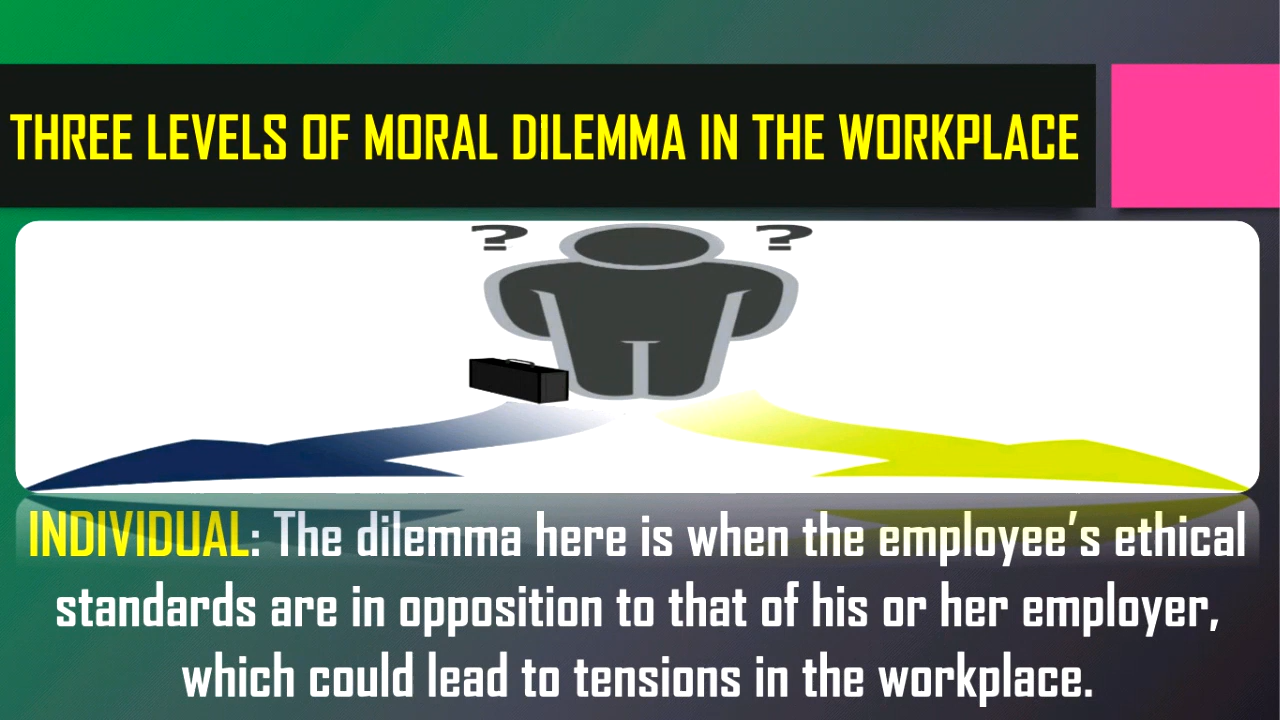 THREE LEVELS OF MORAL DILEMMA IN THE WORKPLACE
? ?
INDIVIDUAL: The dilemma here is when the employee’s ethical
standards are in opposition to that of his or her employer,
which could lead to tensions in the workplace.